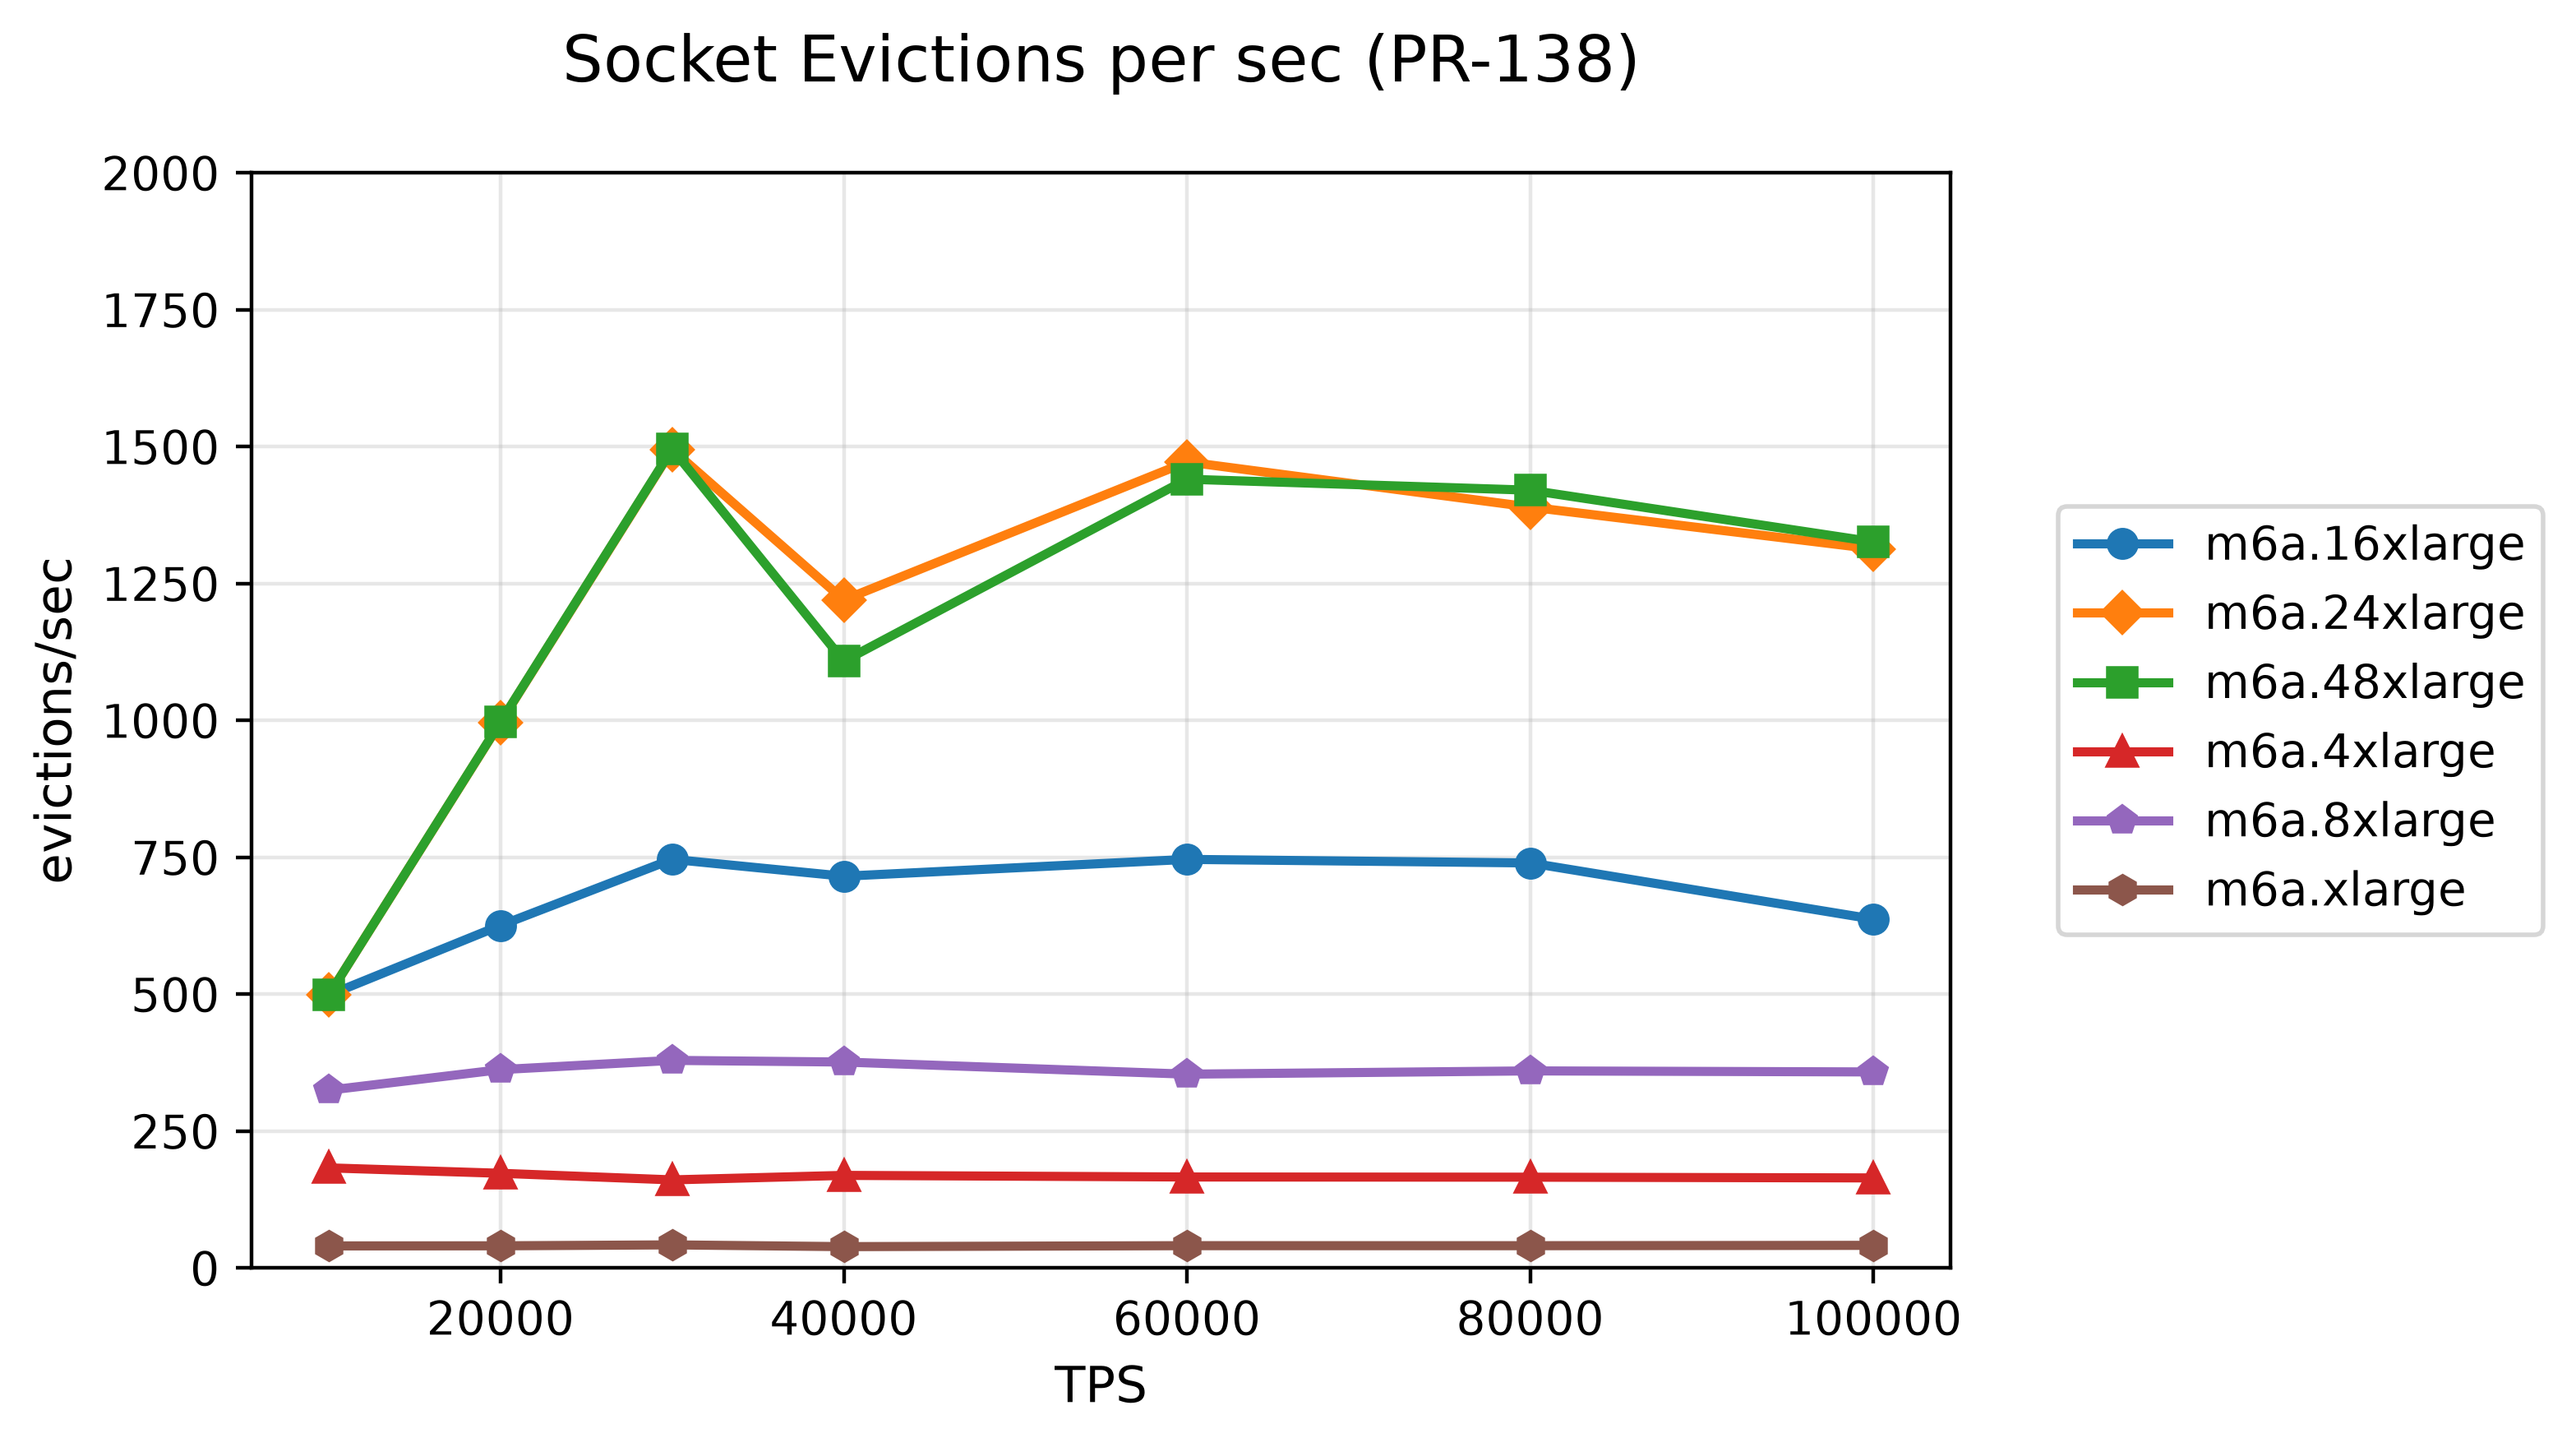 Socket Evictions per sec (PR-138)
2000
1750
1500
1250
1000
750
500
250
0
evictions/sec
20000 40000 60000 80000 100000
TPS
m6a.16xlarge
m6a.24xlarge
m6a.48xlarge
m6a.4xlarge
m6a.8xlarge
m6a.xlarge